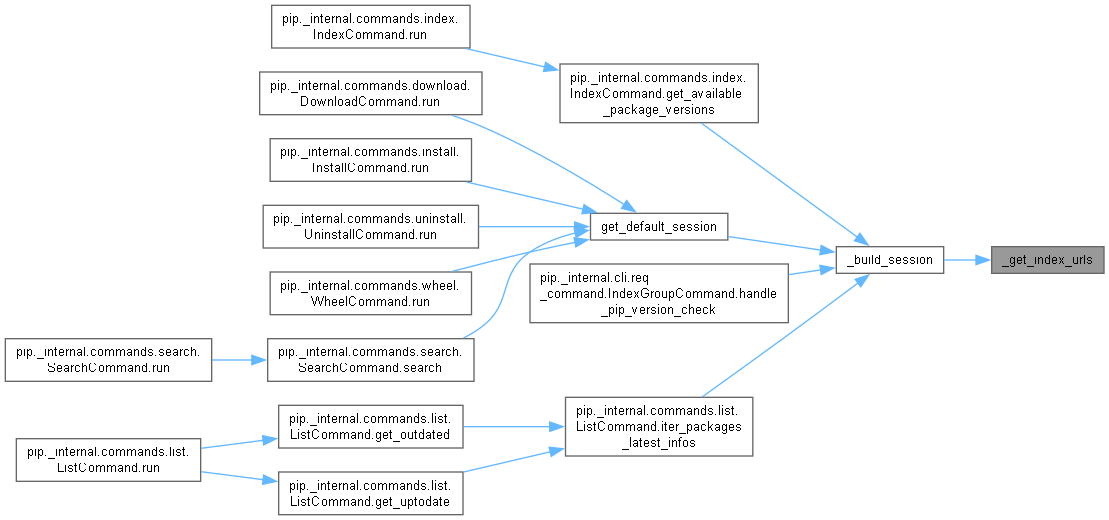 pip._internal.commands.index.
IndexCommand.run
pip._internal.commands.index.
IndexCommand.get_available
_package_versions
pip._internal.commands.download.
DownloadCommand.run
pip._internal.commands.install.
InstallCommand.run
pip._internal.commands.uninstall.
UninstallCommand.run
get_default_session
_build_session
_get_index_urls
pip._internal.cli.req
_command.IndexGroupCommand.handle
_pip_version_check
pip._internal.commands.wheel.
WheelCommand.run
pip._internal.commands.search.
SearchCommand.run
pip._internal.commands.search.
SearchCommand.search
pip._internal.commands.list.
ListCommand.iter_packages
_latest_infos
pip._internal.commands.list.
ListCommand.get_outdated
pip._internal.commands.list.
ListCommand.run
pip._internal.commands.list.
ListCommand.get_uptodate